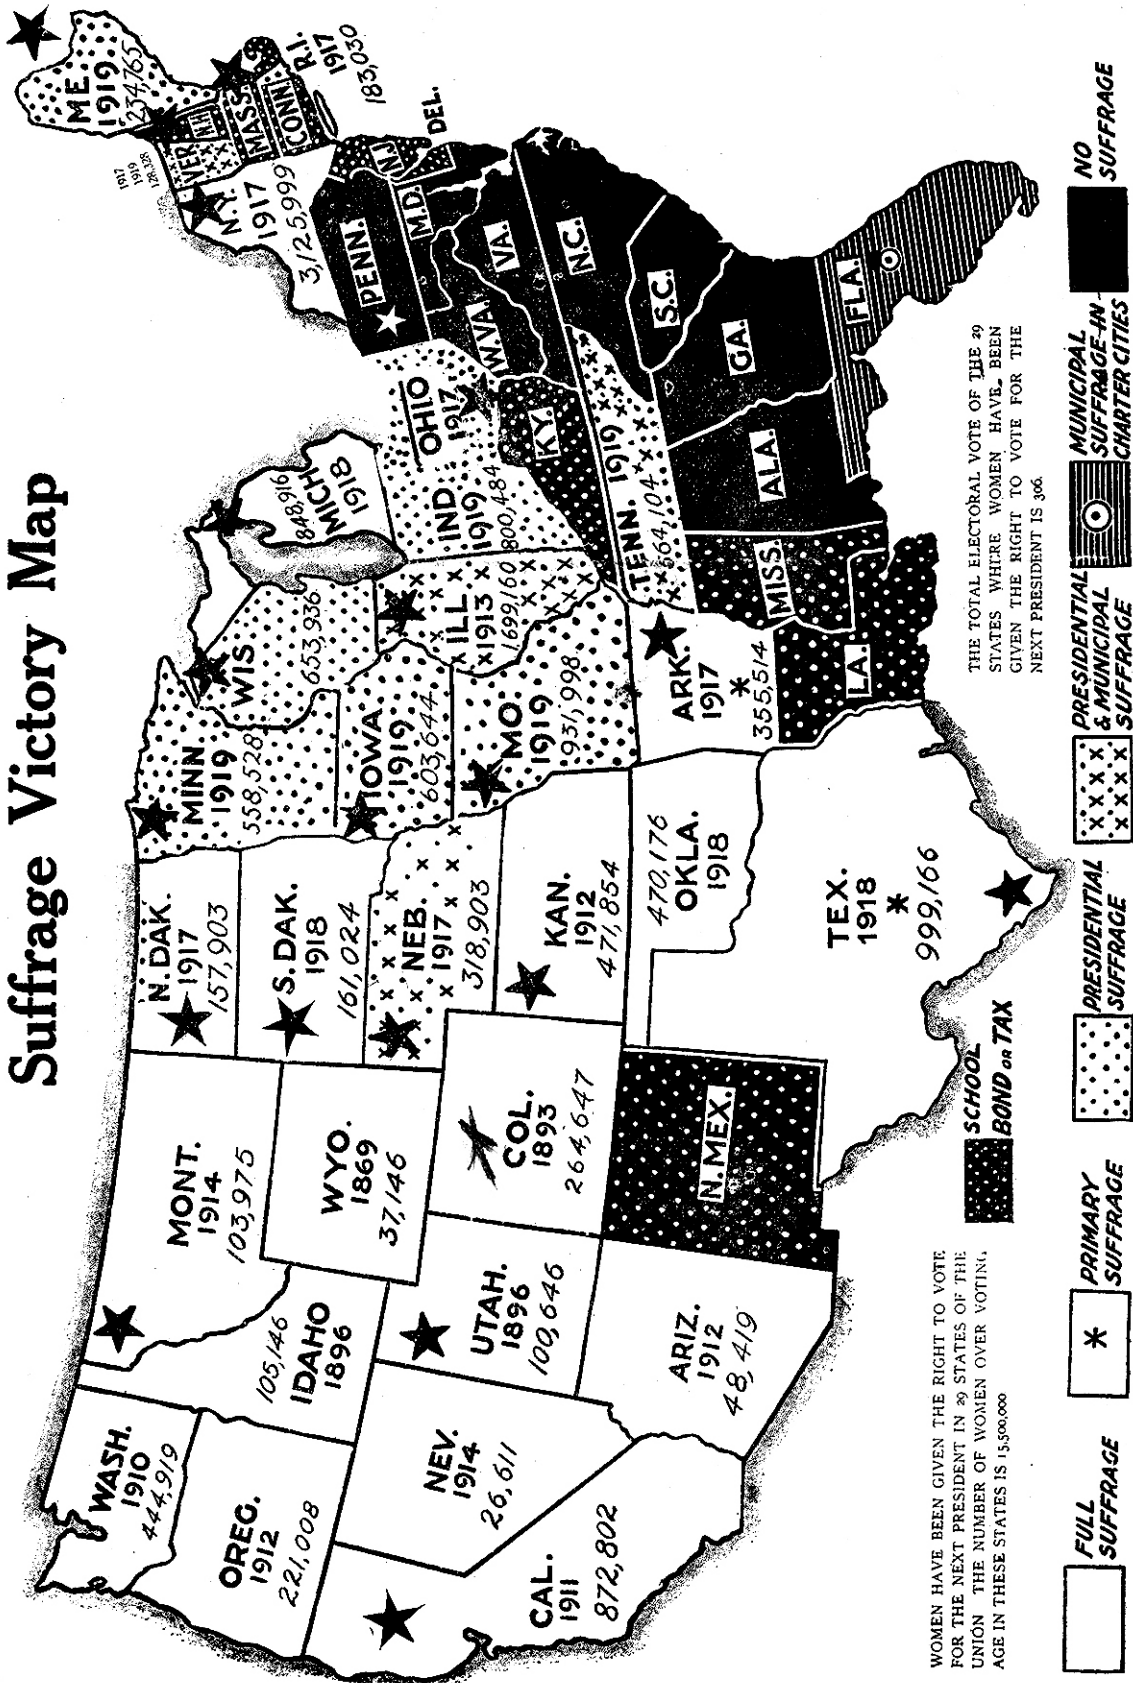 Suffrage Victory Map
WASH.
1910
444,919
OREG.
1912
221,008
CAL.
1911
872,802
NEV.
1914
26,611
IDAHO
1896
105,146
MONT.
1914
103,975
WYO.
1869
37,146
UTAH.
1896
100,646
ARIZ.
1912
48,419
COL.
1893
264,647
N.MEX.
N.DAK.
1917
157,903
S.DAK.
1918
161,024
NEB.
1917
318,903
KAN.
1912
471,854
470,176
OKLA.
1918
TEX.
1918
*
999,166
MINN
1919
558,528
IOWA
1919
603,644
MO.
1919
931,998
ARK.
1917
*
355,514
LA.
WIS
653,936
ILL
1913
1699,160
848,916
MICH
1918
IND
1919
800,484
OHIO
1917
KY.
TENN. 1919
564,104
MISS.
ALA.
GA.
FLA.
S.C.
N.C.
VA.
W.VA.
M.D.
DEL.
PENN.
N.J.
N.Y.
1917
3,125,999
VER
N.H
1917
1919
128,328
MASS
CONN
R.I.
1917
183,030
ME.
1919
234,765
WOMEN HAVE BEEN GIVEN THE RIGHT TO VOTE
FOR THE NEXT PRESIDENT IN 29 STATES OF THE
UNION THE NUMBER OF WOMEN OVER VOTING
AGE IN THESE STATES IS 15,500,000
THE TOTAL ELECTORAL VOTE OF THE 29
STATES WHERE WOMEN HAVE BEEN
GIVEN THE RIGHT TO VOTE FOR THE
NEXT PRESIDENT IS 306.
SCHOOL
BOND OR TAX
FULL
SUFFRAGE
*
PRIMARY
SUFFRAGE
PRESIDENTIAL
SUFFRAGE
PRESIDENTIAL
& MUNICIPAL
SUFFRAGE
MUNICIPAL
SUFFRAGE-IN-
CHARTER CITIES
NO
SUFFRAGE